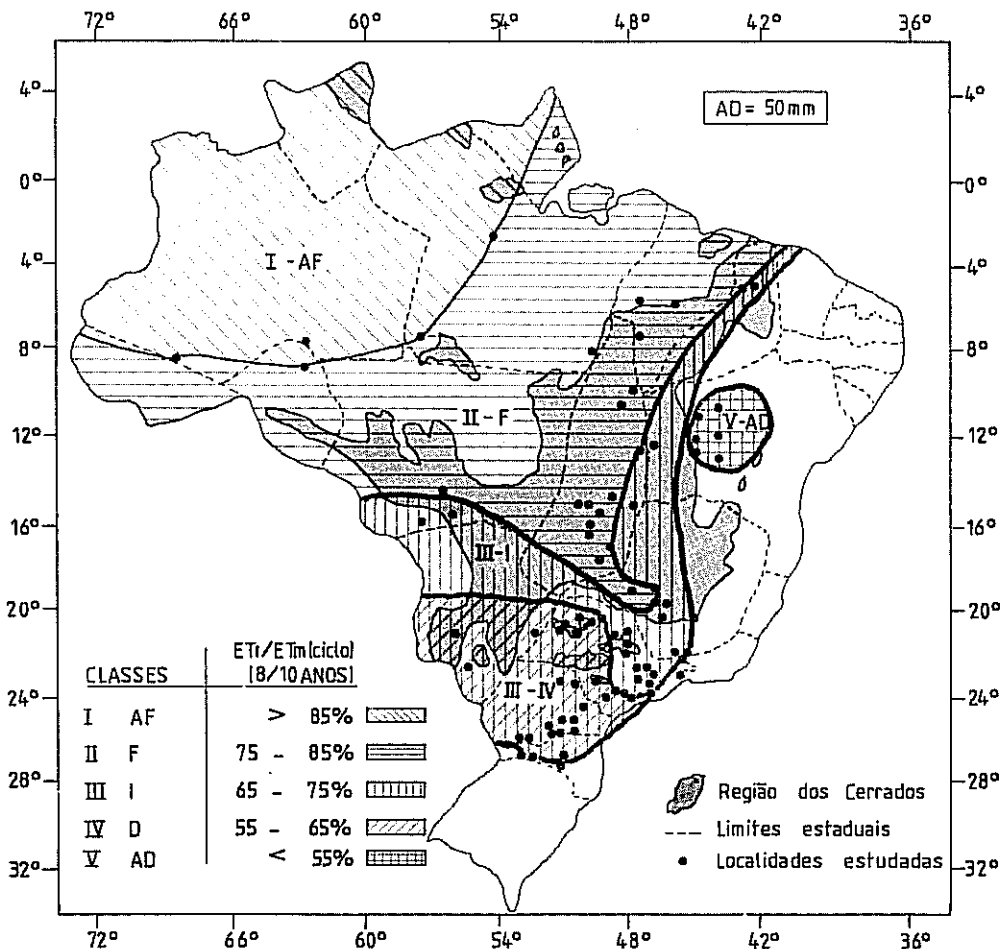 72° 66° 60° 54° 48° 42° 36°
4° 4°
AD = 50mm
0° 0°
4° 4°
I - AF
8° 8°
II - F
V-AD
12° 12°
16° 16°
III-I
20° 20°
CLASSES ETr/ETm(ciclo)
(8/10 ANOS)
24° 24°
III-IV
I AF > 85%
II F 75 - 85%
28° 28°
III I 65 - 75%
Região dos Cerrados
IV D 55 - 65%
Limites estaduais
V AD < 55%
Localidades estudadas
32° 32°
72° 66° 60° 54° 48° 42° 36°